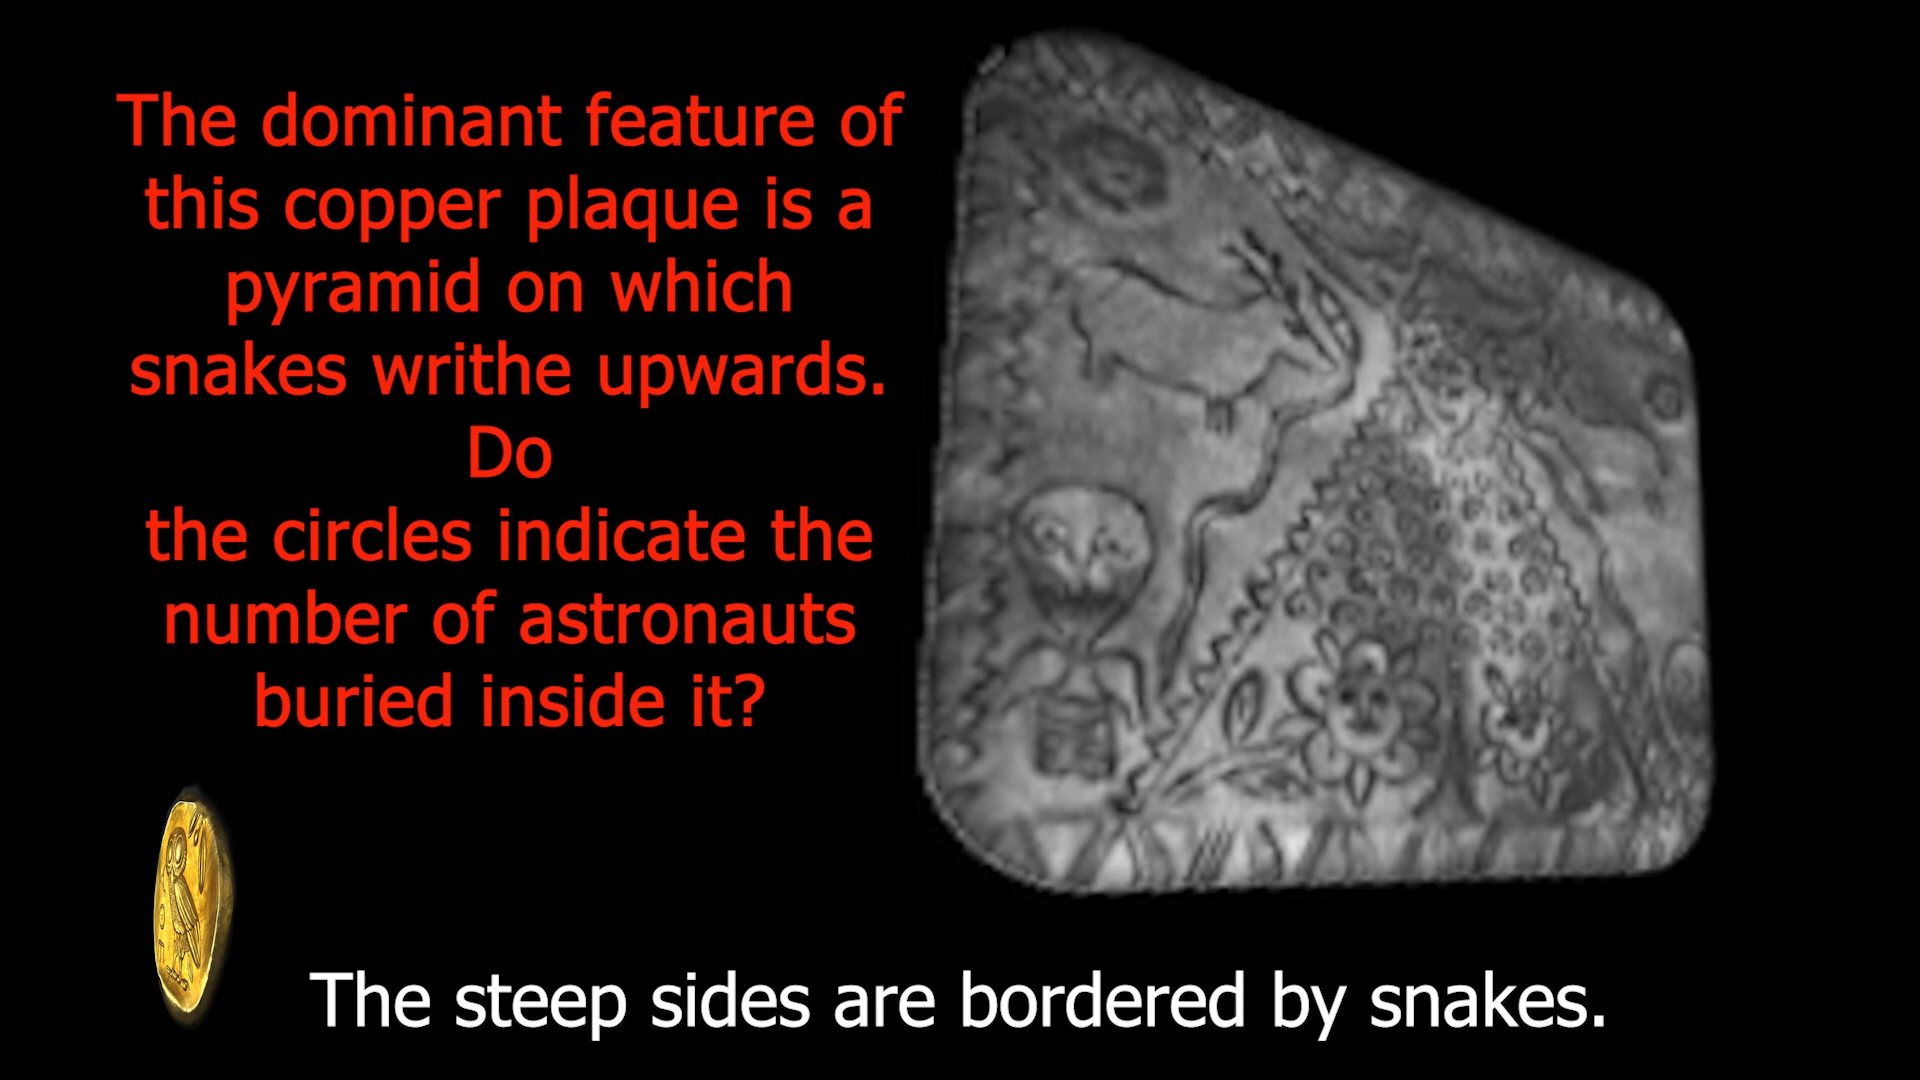 The dominant feature of
this copper plaque is a
pyramid on which
snakes writhe upwards.
Do
the circles indicate the
number of astronauts
buried inside it?
The steep sides are bordered by snakes.